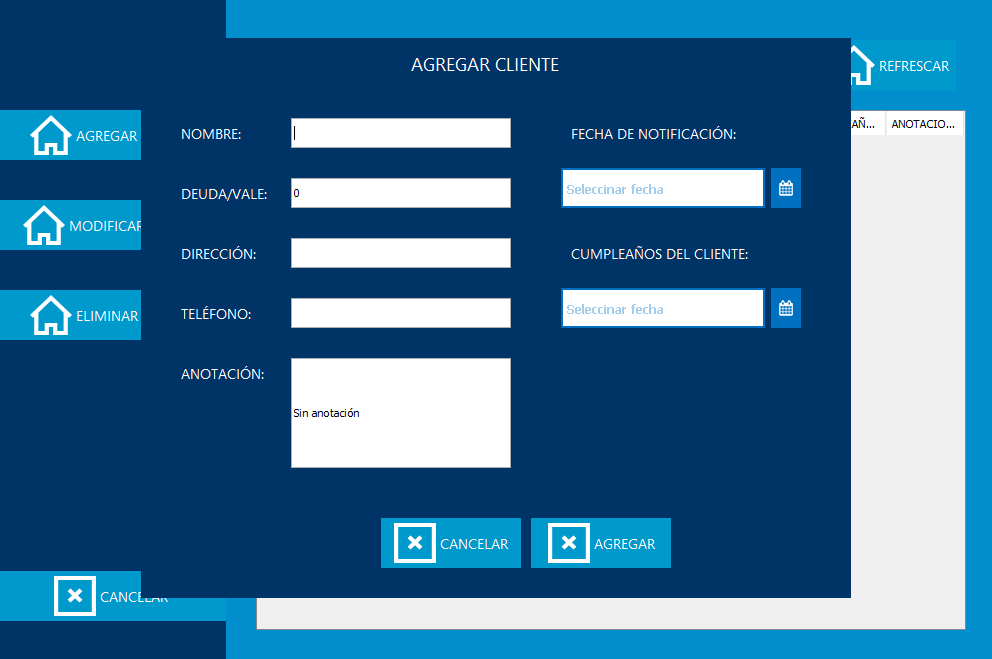 AGREGAR CLIENTE
REFRESCAR
AÑ... ANOTACIO...
AGREGAR
MODIFICAR
ELIMINAR
CANCELAR
NOMBRE:
DEUDA/VALE: 0
DIRECCIÓN:
TELÉFONO:
ANOTACIÓN:
Sin anotación
FECHA DE NOTIFICACIÓN:
Seleccinar fecha
CUMPLEAÑOS DEL CLIENTE:
Seleccinar fecha
CANCELAR
AGREGAR